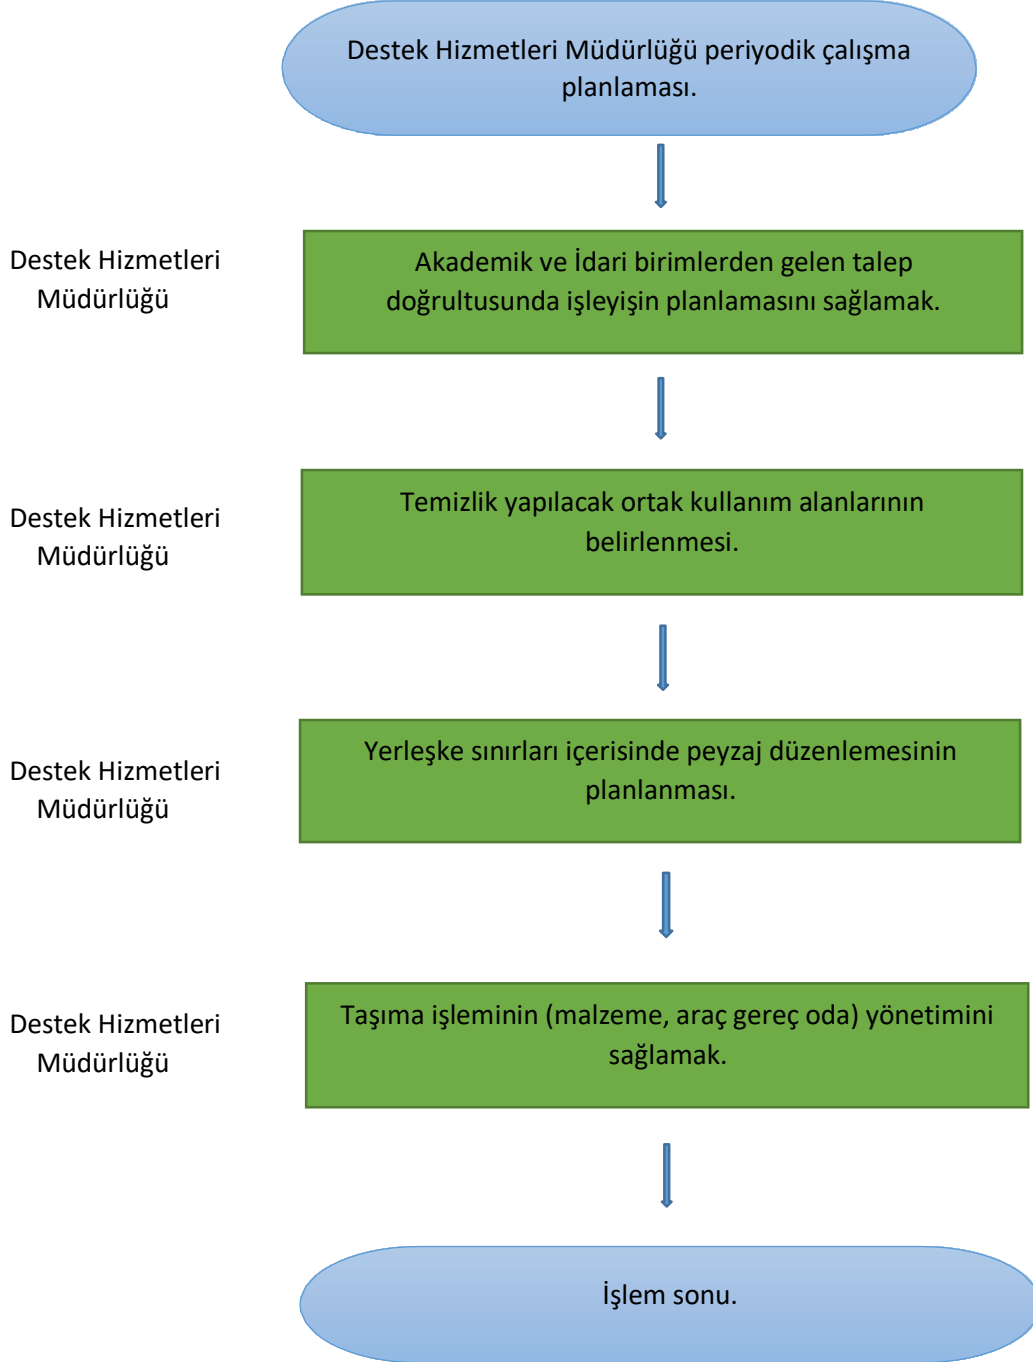 Destek Hizmetleri Müdürlüğü periyodik çalışma
planlaması.
Destek Hizmetleri
Müdürlüğü
Akademik ve İdari birimlerden gelen talep
doğrultusunda işleyişin planlamasını sağlamak.
Destek Hizmetleri
Müdürlüğü
Temizlik yapılacak ortak kullanım alanlarının
belirlenmesi.
Destek Hizmetleri
Müdürlüğü
Yerleşke sınırları içerisinde peyzaj düzenlemesinin
planlanması.
Destek Hizmetleri
Müdürlüğü
Taşıma işleminin (malzeme, araç gereç oda) yönetimini
sağlamak.
İşlem sonu.